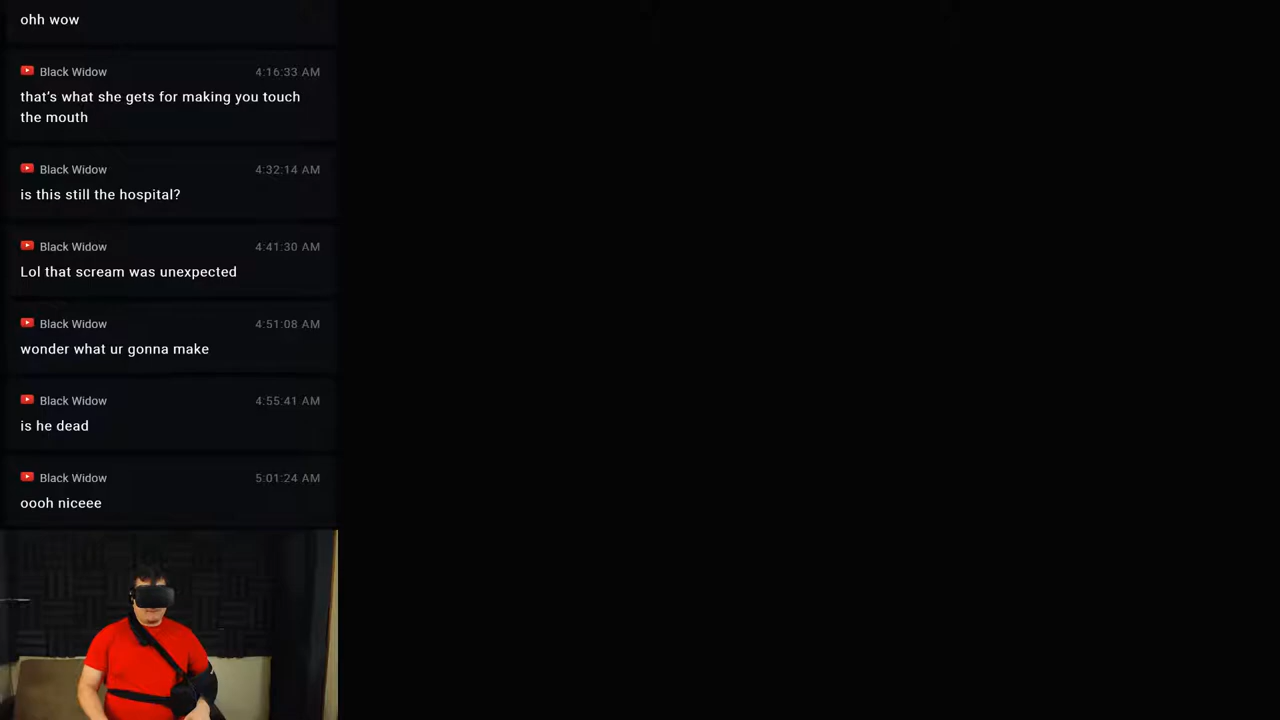 ohh wow
Black Widow 4:16:33 AM
that's what she gets for making you touch
the mouth
Black Widow 4:32:14 AM
is this still the hospital?
Black Widow 4:41:30 AM
Lol that scream was unexpected
Black Widow 4:51:08 AM
wonder what ur gonna make
Black Widow 4:55:41 AM
is he dead
Black Widow 5:01:24 AM
oooh niceee